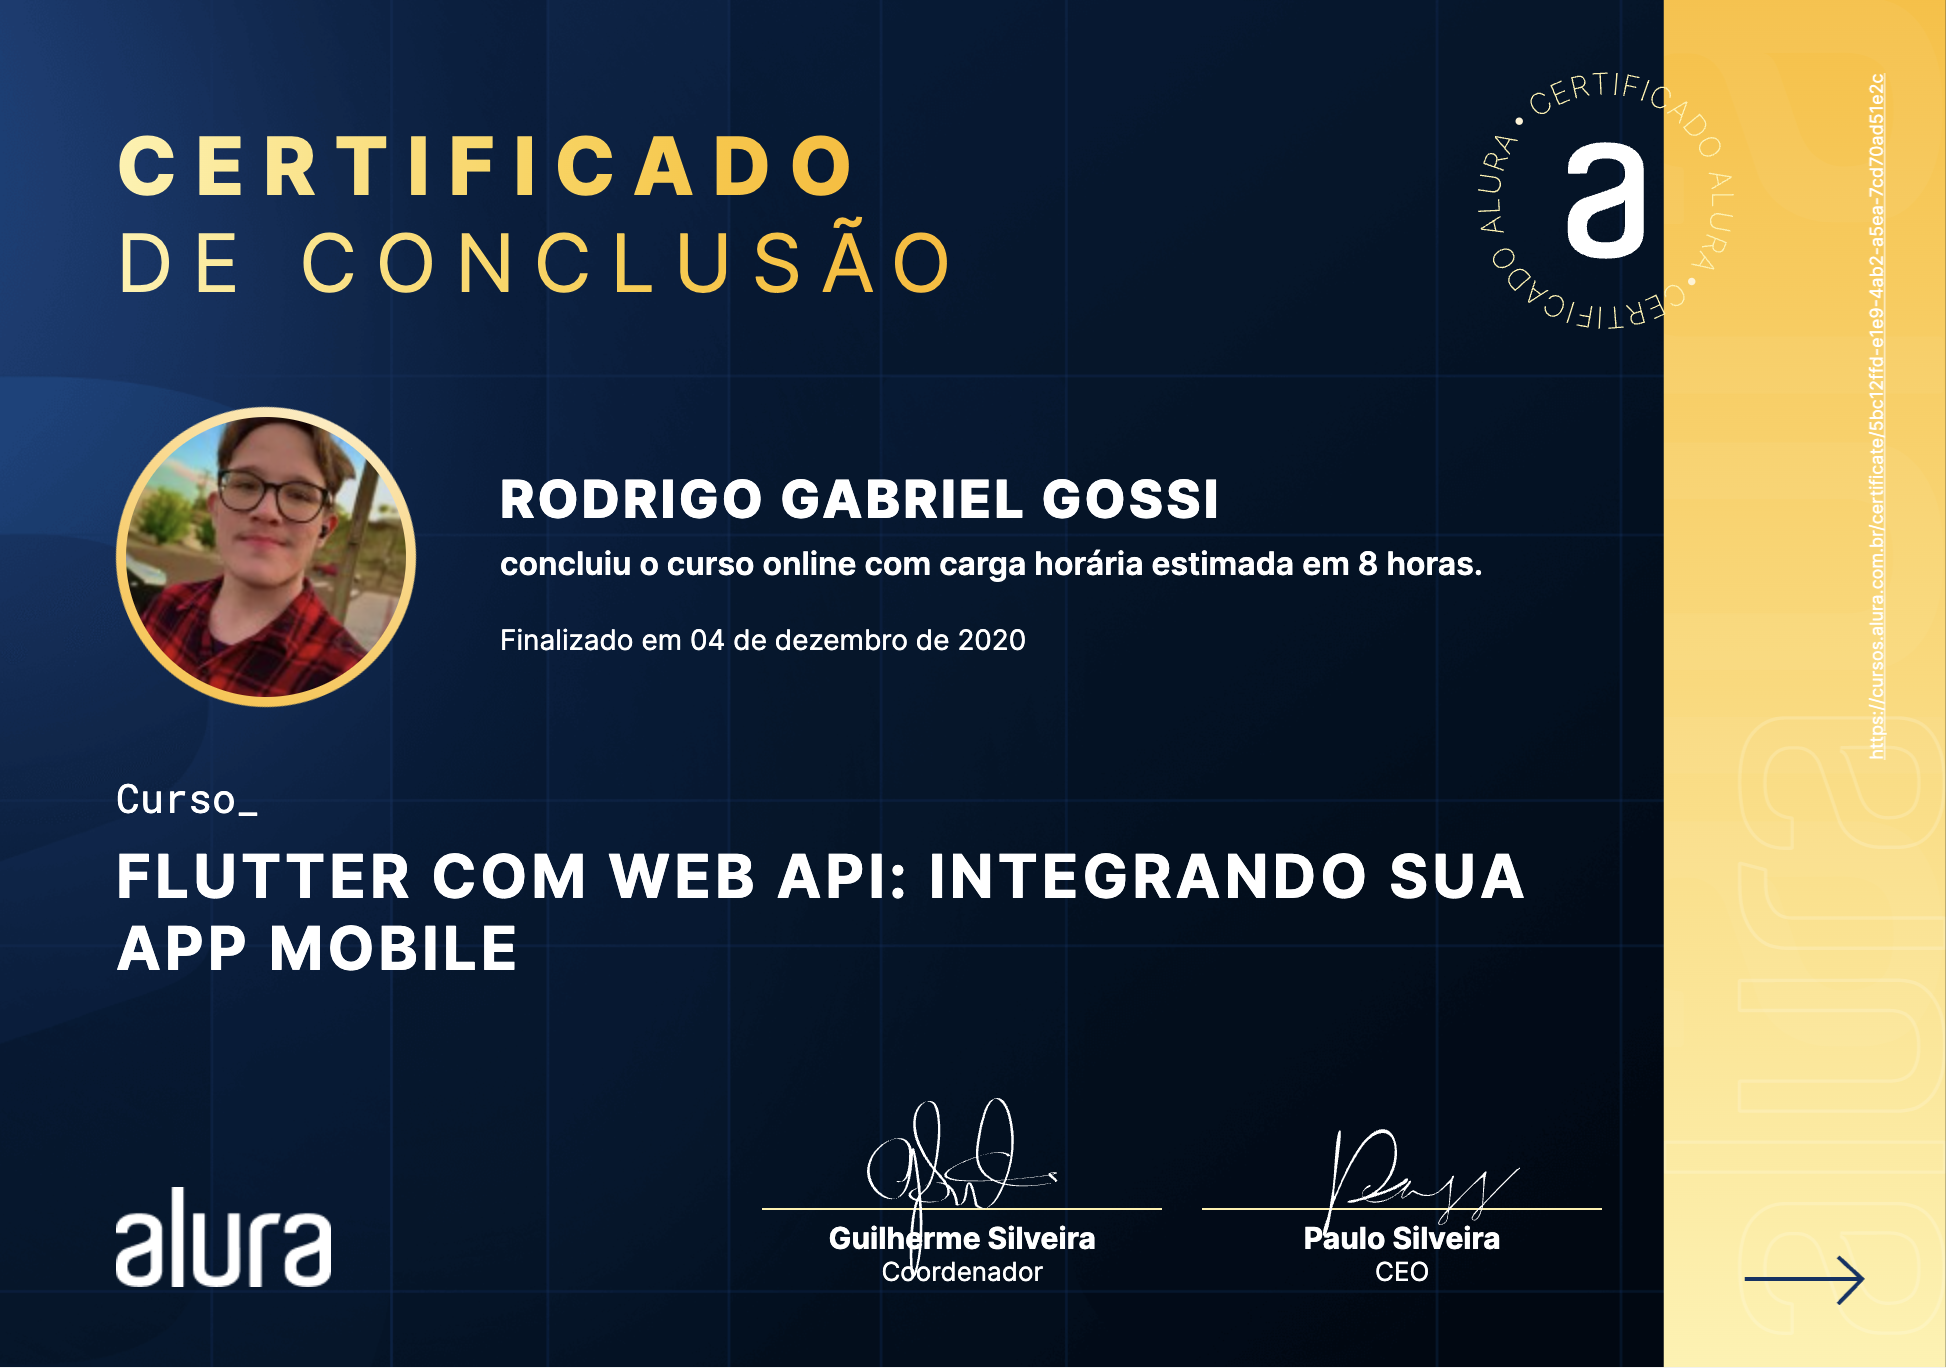 CERTIFICADO
DE CONCLUSÃO
CERTIFICADO ALURA • CERTIFICADO ALURA •
a
RODRIGO GABRIEL GOSSI
concluiu o curso online com carga horária estimada em 8 horas.
Finalizado em 04 de dezembro de 2020
Curso_
FLUTTER COM WEB API: INTEGRANDO SUA
APP MOBILE
alura
Guilherme Silveira
Coordenador
Paulo Silveira
CEO
https://cursos.alura.com.br/certificate/5bc12ffd-e1e9-4ab2-a5ea-7cd70ad51e2c
alura